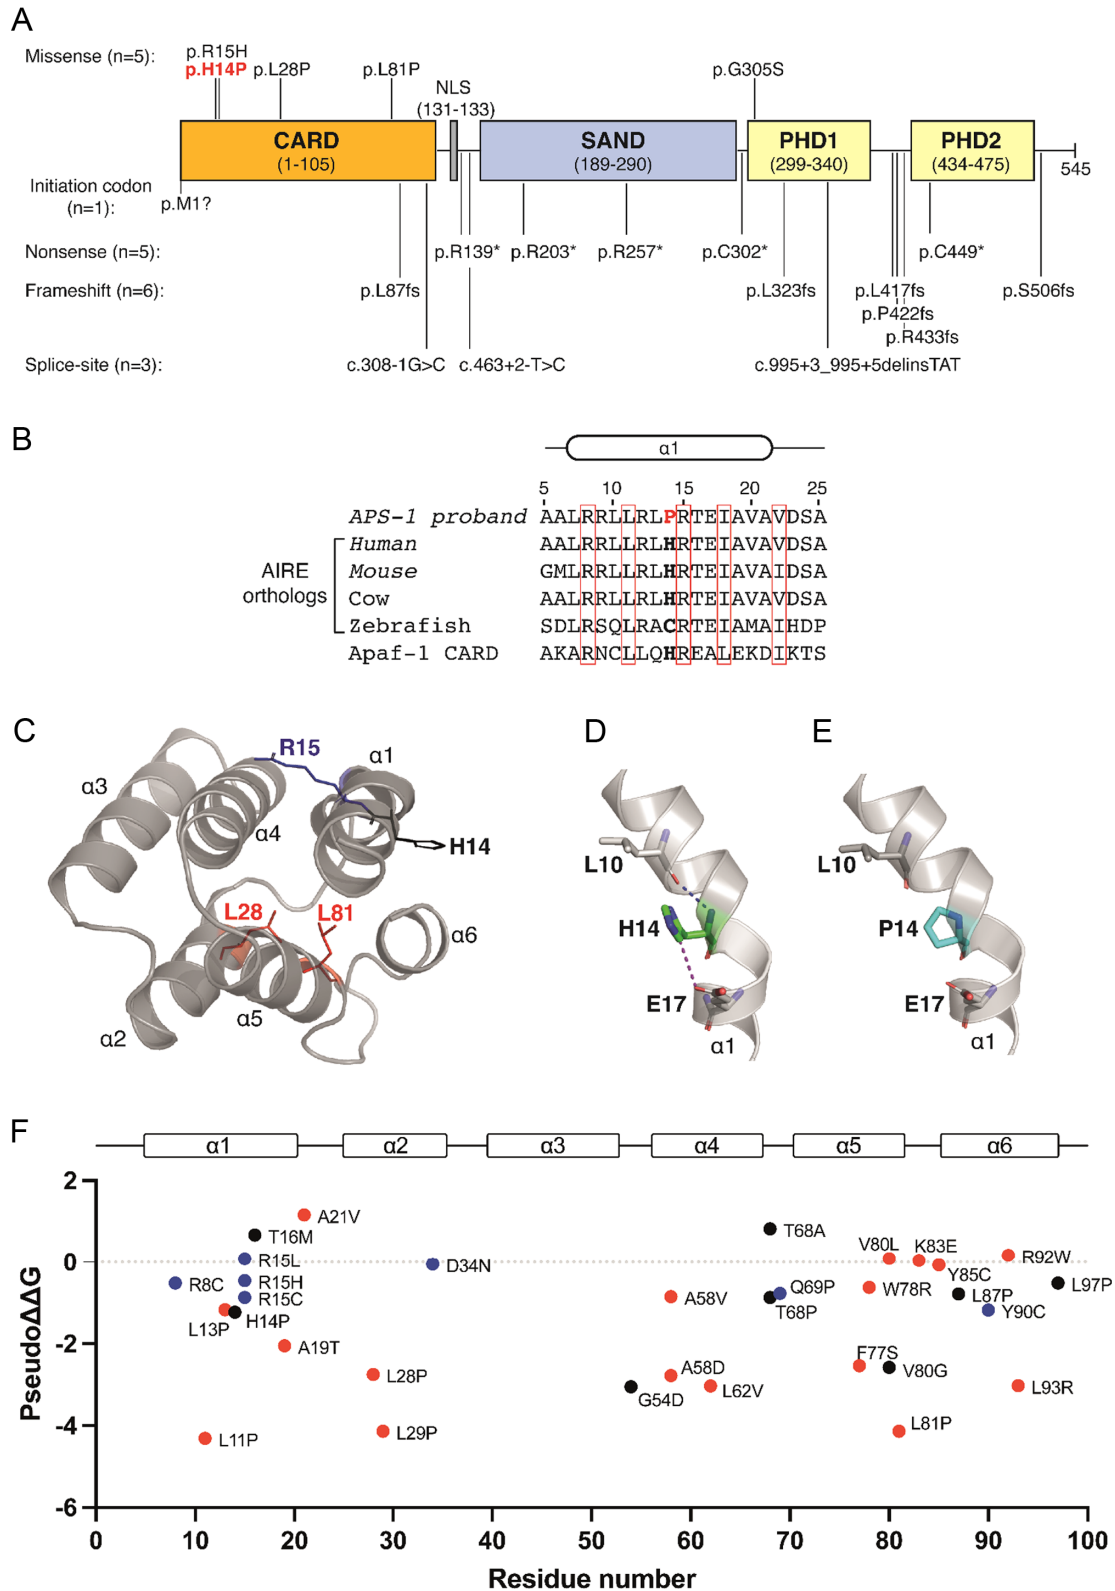 A
Missense (n=5):
p.R15H
p.H14P
p.L28P
p.L81P
p.G305S
NLS
(131-133)
CARD
(1-105)
SAND
(189-290)
PHD1
(299-340)
PHD2
(434-475)
545
Initiation codon
(n=1):
p.M1?
Nonsense (n=5):
p.R139* p.R203* p.R257* p.C302* p.C449*
Frameshift (n=6):
p.L87fs p.L323fs p.L417fs p.S506fs
p.P422fs
p.R433fs
Splice-site (n=3):
c.308-1G>C c.463+2-T>C c.995+3_995+5delinsTAT
B
α1
5 10 15 20 25
APS-1 proband AALRRLLRLPRTEIAVAVDSA
Human AALRRLLRLHRTEIAVAVDSA
Mouse GMLRRLLRLHRTEIAVAIDSA
Cow AALRRLLRLHRTEIAVAVDSA
Zebrafish SDLRSQLRACRTEIAMAIHDP
Apaf-1 CARD AKARNCLLQHREALEKDIKTS
AIRE
orthologs
C
R15
α1
α3
α4
H14
L28
L81
α6
α5
α2
D
L10
H14
E17
α1
E
L10
P14
E17
α1
F
α1 α2 α3 α4 α5 α6
PseudoΔΔG
2
0
-2
-4
-6
A21V
T16M
R15L
R15H
R15C
R8C
L13P
H14P
A19T
L11P
D34N
L28P
L29P
G54D
A58V
A58D
L62V
T68A
Q69P
T68P
V80L
K83E
W78R
Y85C
F77S
V80G
L81P
R92W
L87P
Y90C
L97P
L93R
0 10 20 30 40 50 60 70 80 90 100
Residue number